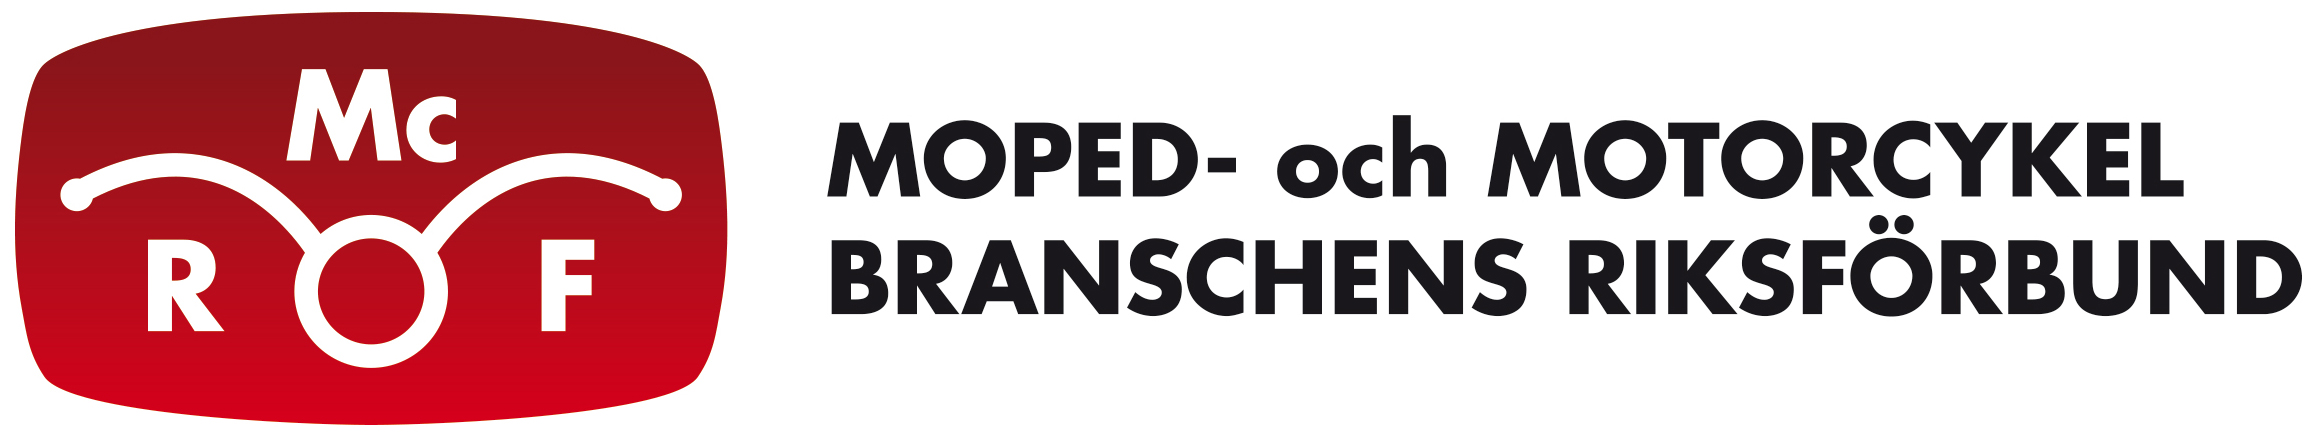 Mc
R F
MOPED- och MOTORCYKEL
BRANSCHENS RIKSFÖRBUND